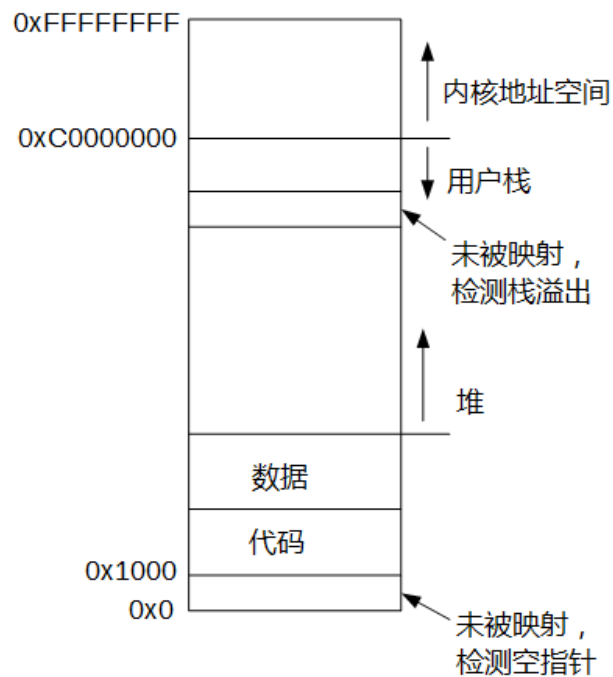 0xFFFFFFFF
内核地址空间
0xC0000000
用户栈
未被映射，
检测栈溢出
堆
数据
代码
0x1000
0x0
未被映射，
检测空指针